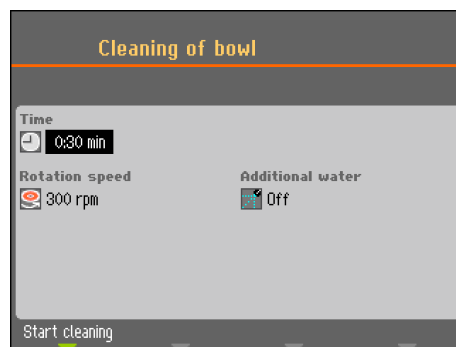 Cleaning of bowl
Time
0:30 min
Rotation speed
Additional water
300 rpm
Off
Start cleaning